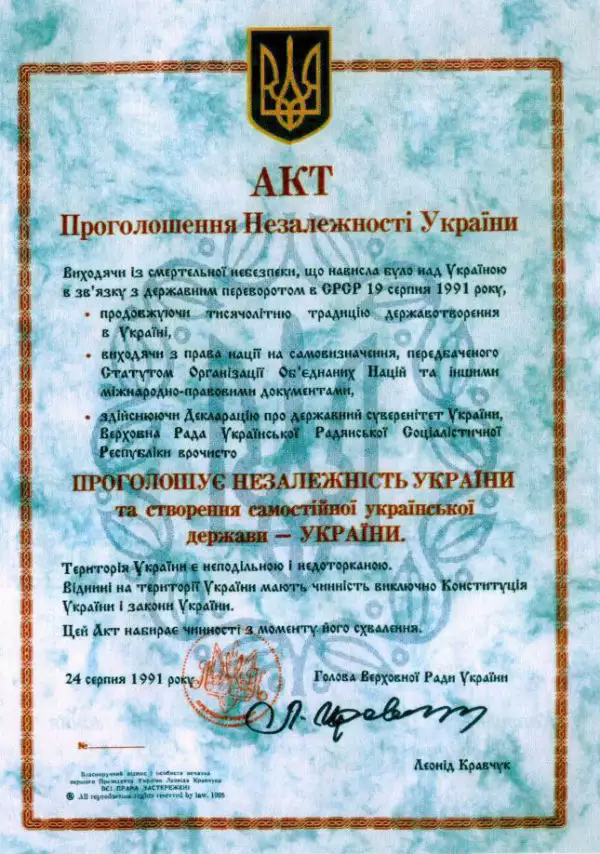 АКТ
Проголошення Незалежності України
Виходячи із смертельної небезпеки, що нависла було над Україною
в зв'язку з державним переворотом в СРСР 19 серпня 1991 року,
• продовжуючи тисячолітню традицію державотворення
в Україні,
• виходячи з права нації на самовизначення, передбаченого
Статутом Організації Об'єднаних Націй та іншими
міжнародно-правовими документами,
• здійснюючи Декларацію про державний суверенітет України,
Верховна Рада Української Радянської Соціалістичної
Республіки врочисто
ПРОГОЛОШУЄ НЕЗАЛЕЖНІСТЬ УКРАЇНИ
та створення самостійної української
держави — УКРАЇНИ.
Територія України є неподільною і недоторканою.
Віднині на території України мають чинність виключно Конституція
України і закони України.
Цей Акт набирає чинності з моменту його схвалення.
24 серпня 1991 року
Голова Верховної Ради України
Л. Кравчук
№
Леонід Кравчук
Власноручний підпис і особиста печатка
першого Президента України Леоніда Кравчука
ВСІ ПРАВА ЗАСТЕРЕЖЕНІ
© All reproduction rights reserved by law, 1995